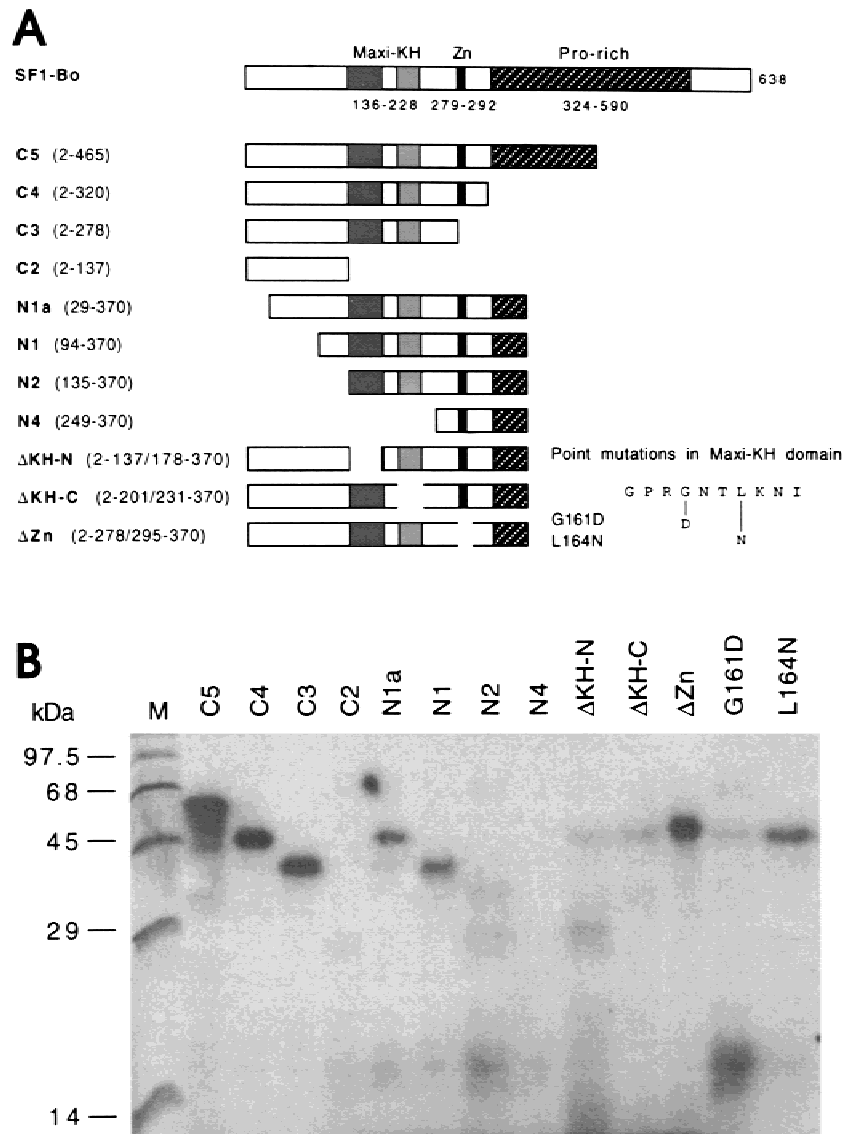 A
Maxi-KH Zn Pro-rich
SF1-Bo 638
136-228 279-292 324-590
C5 (2-465)
C4 (2-320)
C3 (2-278)
C2 (2-137)
N1a (29-370)
N1 (94-370)
N2 (135-370)
N4 (249-370)
ΔKH-N (2-137/178-370)
Point mutations in Maxi-KH domain
ΔKH-C (2-201/231-370)
G P R G N T L K N I
G161D D
ΔZn (2-278/295-370)
L164N N
B
kDa M C5 C4 C3 C2 N1a N1 N2 N4 ΔKH-N ΔKH-C ΔZn G161D L164N
97.5
68
45
29
14